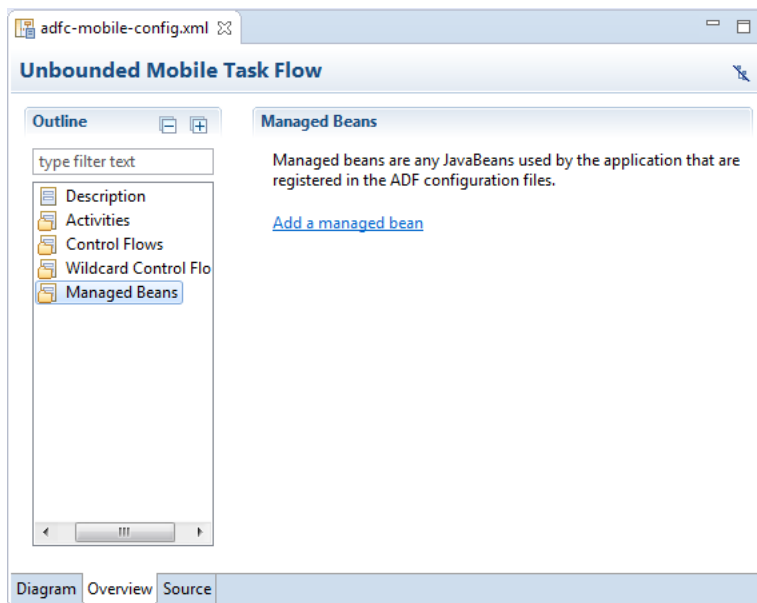 adfc-mobile-config.xml
Unbounded Mobile Task Flow
Outline
type filter text
Description
Activities
Control Flows
Wildcard Control Flo
Managed Beans
Managed Beans
Managed beans are any JavaBeans used by the application that are
registered in the ADF configuration files.
Add a managed bean
Diagram Overview Source